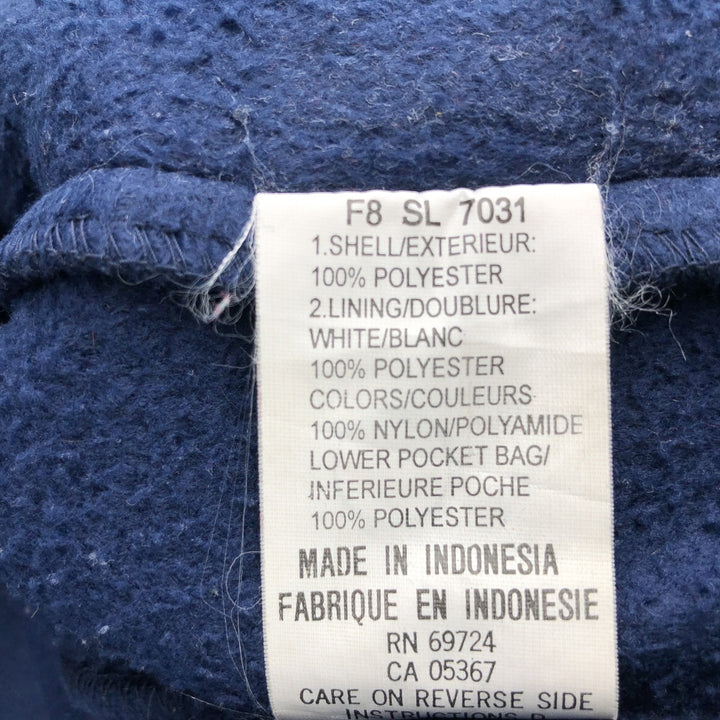 F8 SL 7031
1.SHELL/EXTERIEUR:
100% POLYESTER
2.LINING/DOUBLURE:
WHITE/BLANC
100% POLYESTER
COLORS/COULEURS
100% NYLON/POLYAMIDE
LOWER POCKET BAG/
INFERIEURE POCHE
100% POLYESTER
MADE IN INDONESIA
FABRIQUE EN INDONESIE
RN 69724
CA 05367
CARE ON REVERSE SIDE
INSTRUCTIONS